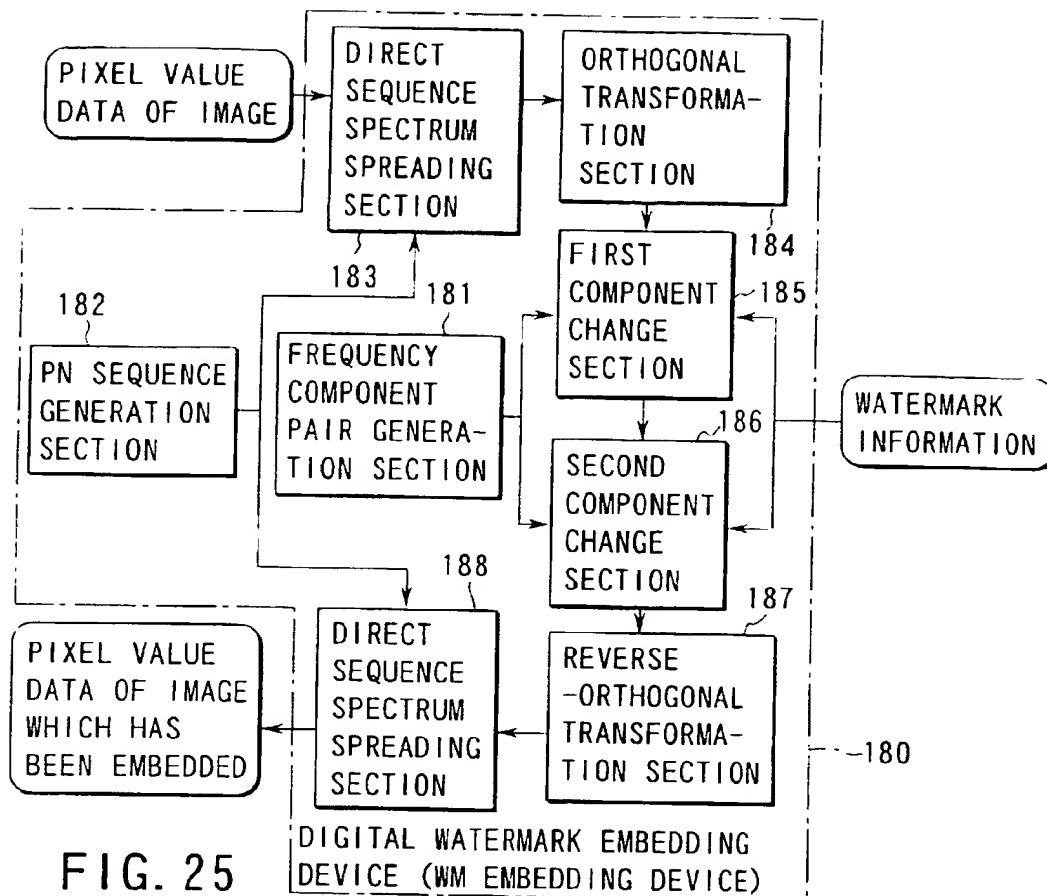 PIXEL VALUE
DATA OF IMAGE
DIRECT
SEQUENCE
SPECTRUM
SPREADING
SECTION
183
ORTHOGONAL
TRANSFORMA-
TION
SECTION
184
182
PN SEQUENCE
GENERATION
SECTION
181
FREQUENCY
COMPONENT
PAIR GENERA-
TION SECTION
FIRST
COMPONENT
CHANGE
SECTION
185
186
SECOND
COMPONENT
CHANGE
SECTION
WATERMARK
INFORMATION
187
REVERSE
-ORTHOGONAL
TRANSFORMA-
TION SECTION
188
DIRECT
SEQUENCE
SPECTRUM
SPREADING
SECTION
PIXEL VALUE
DATA OF IMAGE
WHICH HAS
BEEN EMBEDDED
180
DIGITAL WATERMARK EMBEDDING
DEVICE (WM EMBEDDING DEVICE)
FIG. 25